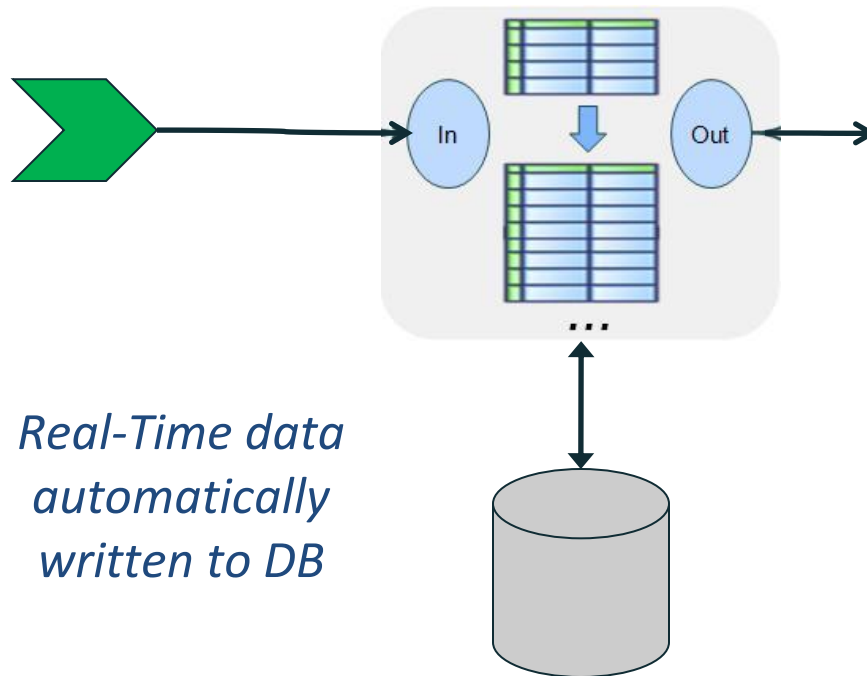 In
Out
...
Real-Time data
automatically
written to DB